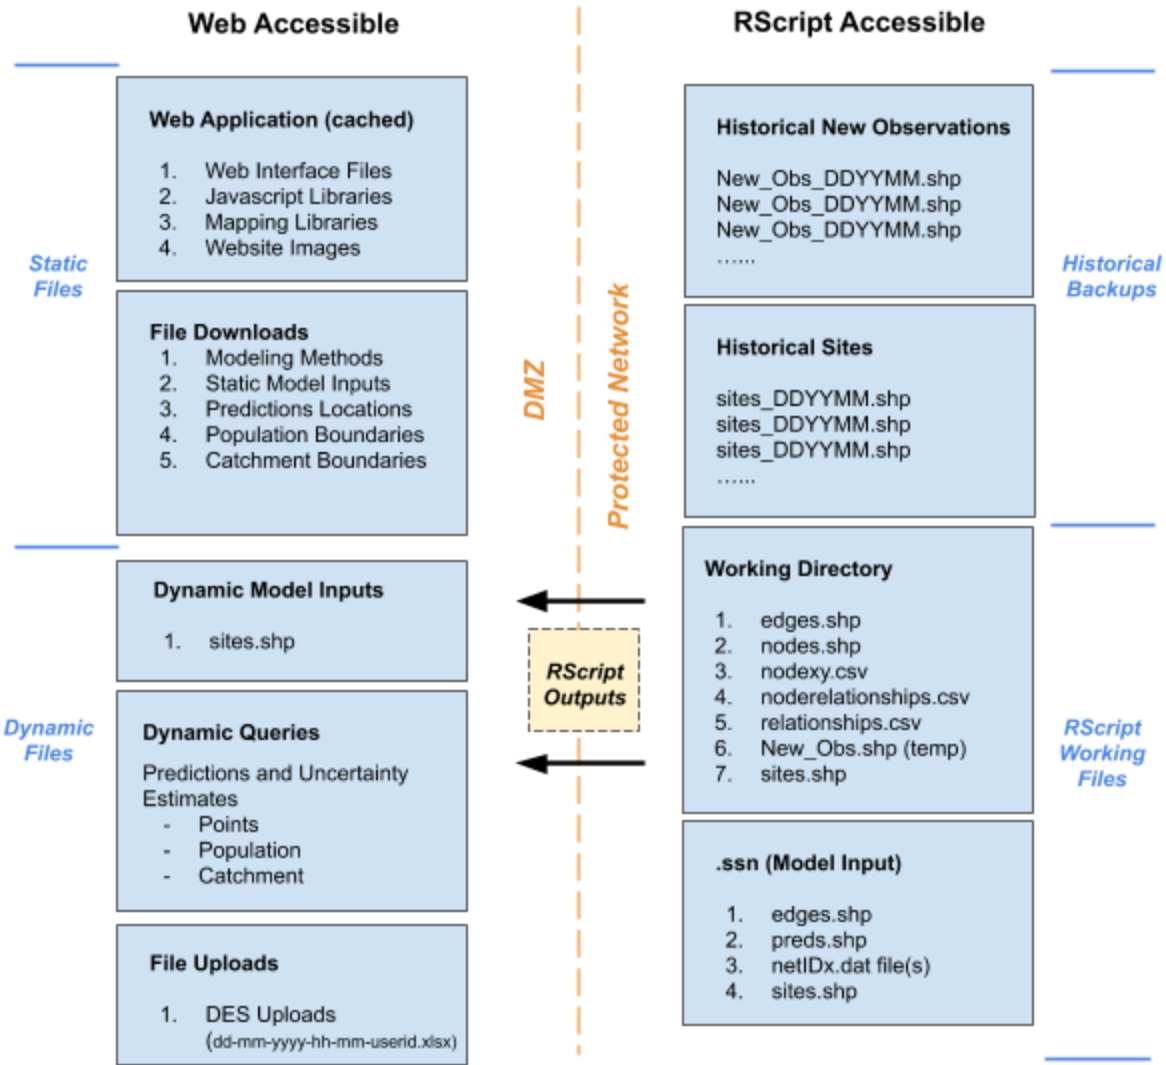 Web Accessible
RScript Accessible
Static
Files
Web Application (cached)
1. Web Interface Files
2. Javascript Libraries
3. Mapping Libraries
4. Website Images
File Downloads
1. Modeling Methods
2. Static Model Inputs
3. Predictions Locations
4. Population Boundaries
5. Catchment Boundaries
Dynamic
Files
Dynamic Model Inputs
1. sites.shp
Dynamic Queries
Predictions and Uncertainty
Estimates
- Points
- Population
- Catchment
File Uploads
1. DES Uploads
(dd-mm-yyyy-hh-mm-userid.xlsx)
DMZ
Protected Network
RScript
Outputs
Historical New Observations
New_Obs_DDYYMM.shp
New_Obs_DDYYMM.shp
New_Obs_DDYYMM.shp
......
Historical Sites
sites_DDYYMM.shp
sites_DDYYMM.shp
sites_DDYYMM.shp
......
Historical
Backups
Working Directory
1. edges.shp
2. nodes.shp
3. nodexy.csv
4. noderelationships.csv
5. relationships.csv
6. New_Obs.shp (temp)
7. sites.shp
.ssn (Model Input)
1. edges.shp
2. preds.shp
3. netIDx.dat file(s)
4. sites.shp
RScript
Working
Files